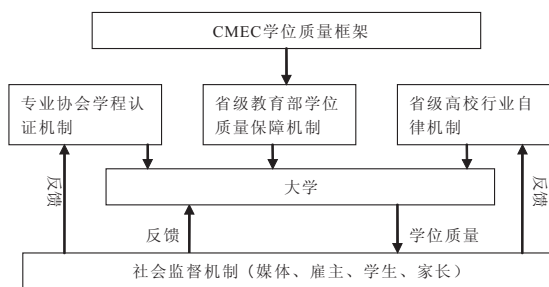 CMEC学位质量框架
专业协会学程认
证机制
省级教育部学位
质量保障机制
省级高校行业自
律机制
大学
反馈
反馈
学位质量
反馈
社会监督机制（媒体、雇主、学生、家长）